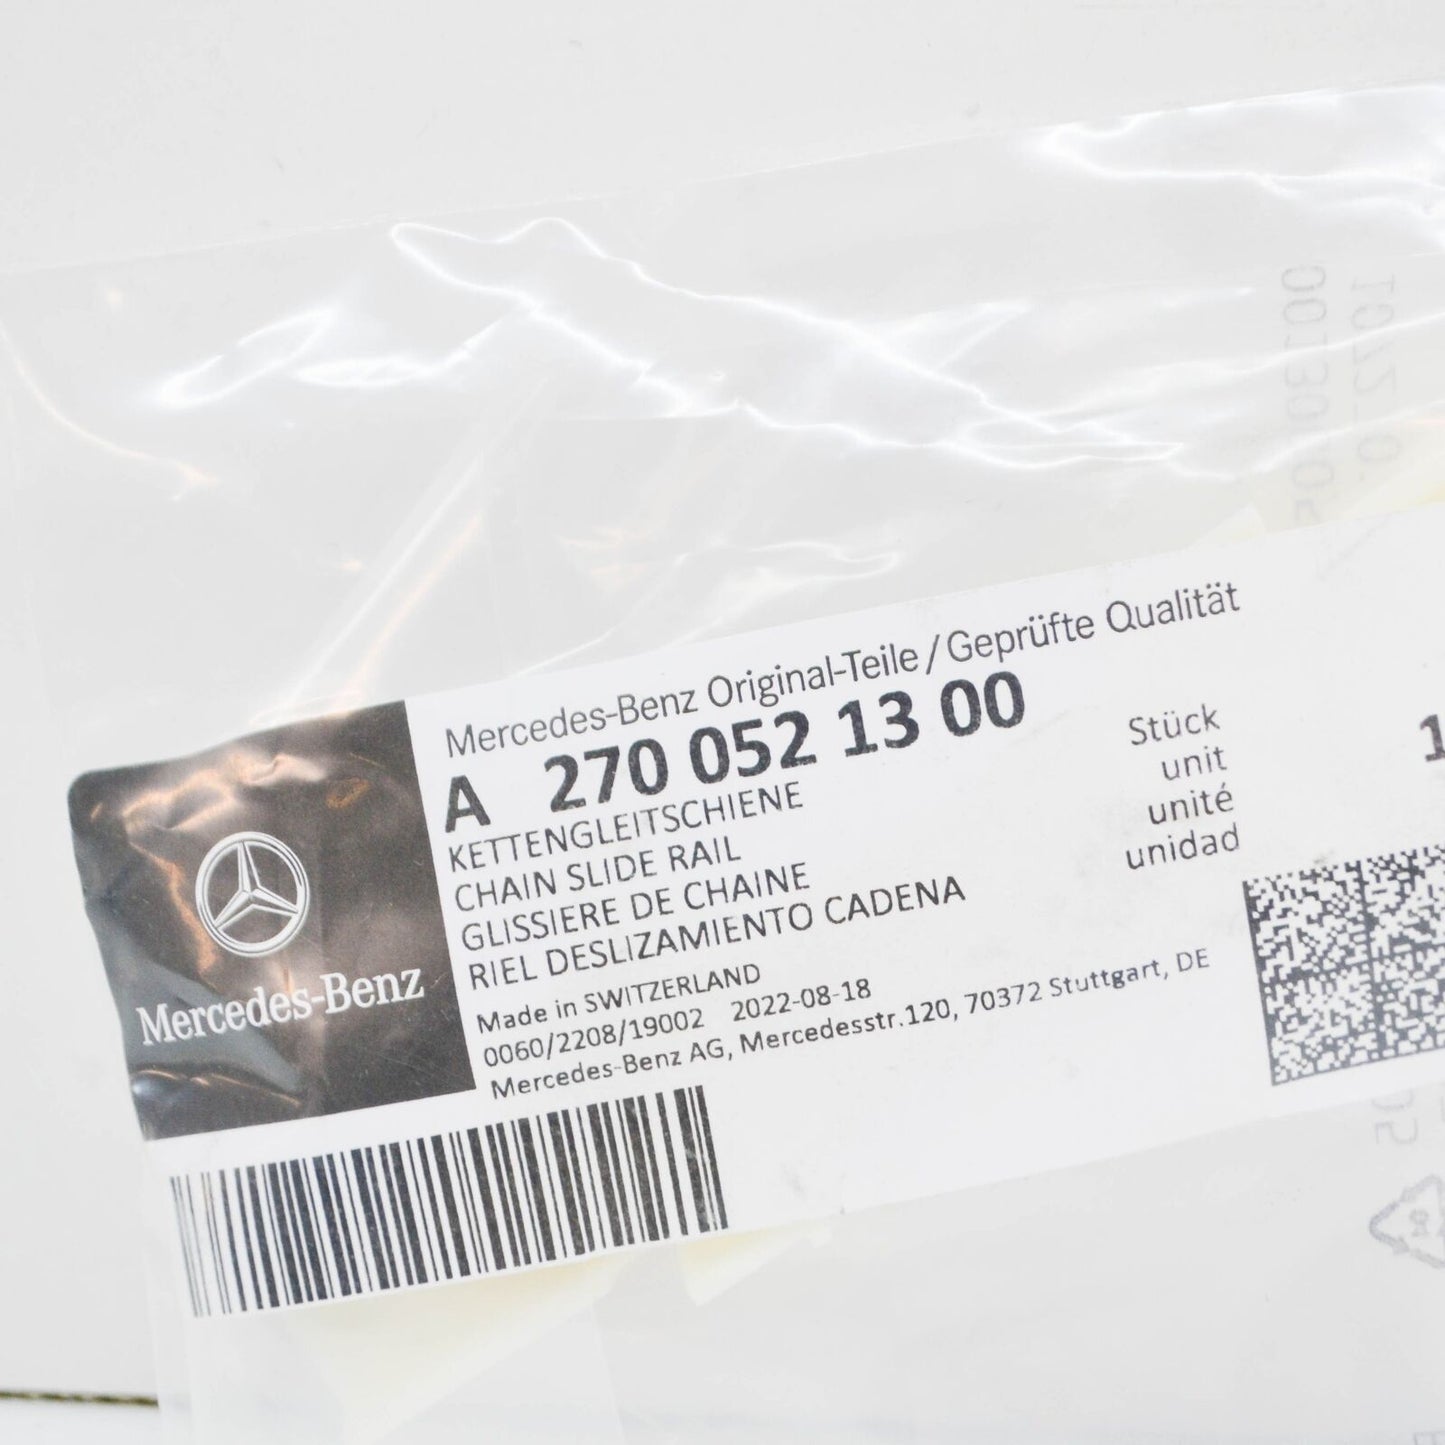 Mercedes-Benz Original-Teile / Geprüfte Qualität
A 270 052 13 00
KETTENGLEITSCHIENE
CHAIN SLIDE RAIL
GLISSIERE DE CHAINE
RIEL DESLIZAMIENTO CADENA
Made in SWITZERLAND
0060/2208/19002 2022-08-18
Mercedes-Benz AG, Mercedesstr.120, 70372 Stuttgart, DE
Stück
unit
unité
unidad
1
Mercedes-Benz